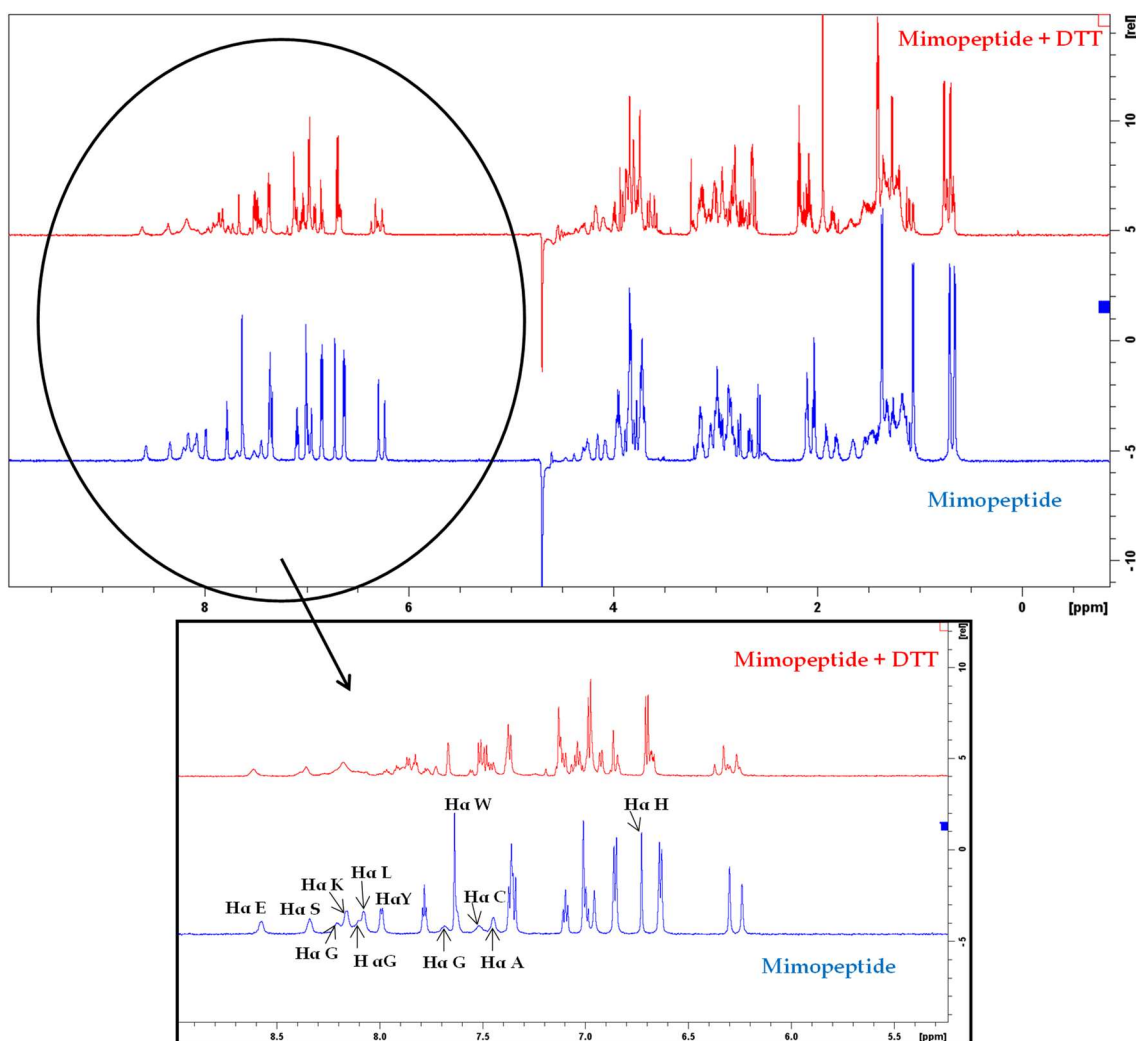 [rel]
Mimopeptide + DTT
10
5
0
-5
-10
Mimopeptide
8 6 4 2 0 [ppm]
[rel]
Mimopeptide + DTT
10
5
0
-5
Hα W
Hα H
Hα L
Hα K
HαY
Hα C
Hα E
Hα S
Hα G
H αG
Hα G
Hα A
Mimopeptide
8.5 8.0 7.5 7.0 6.5 6.0 5.5 [ppm]